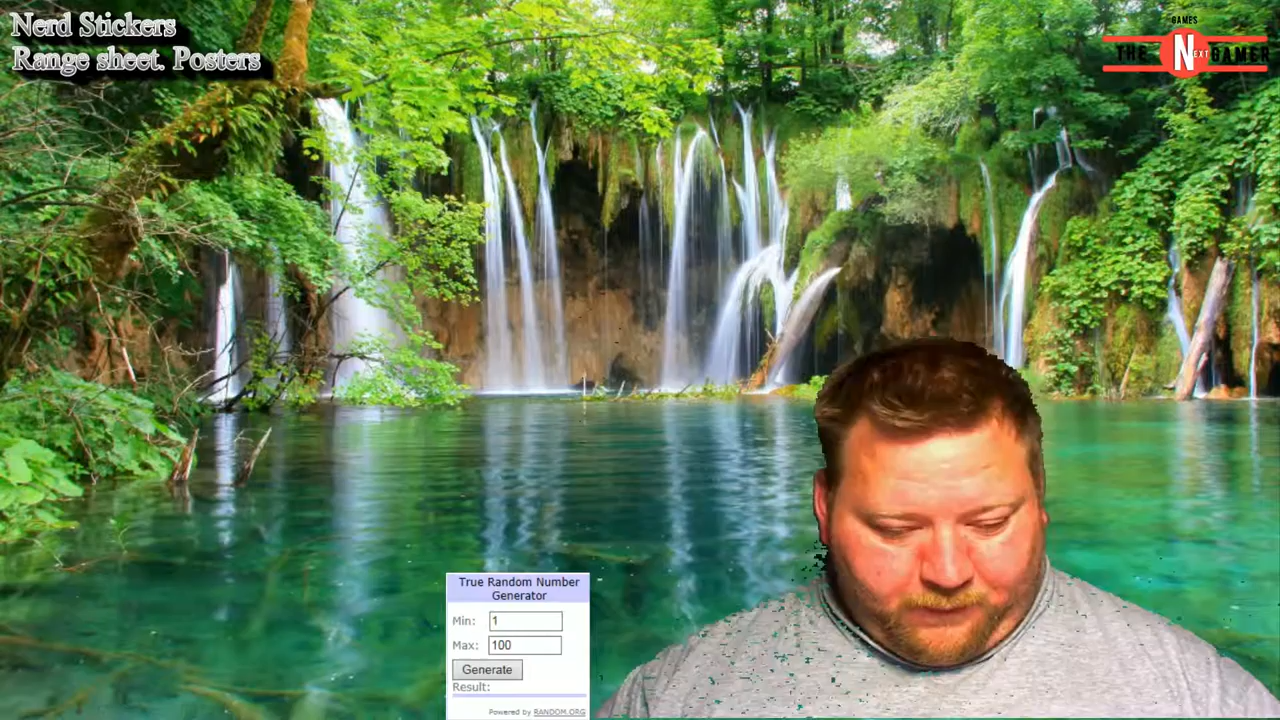 Nerd Stickers
Range sheet. Posters
GAMES
THE NEXT GAMER
True Random Number
Generator
Min: 1
Max: 100
Generate
Result:
Powered by RANDOM.ORG